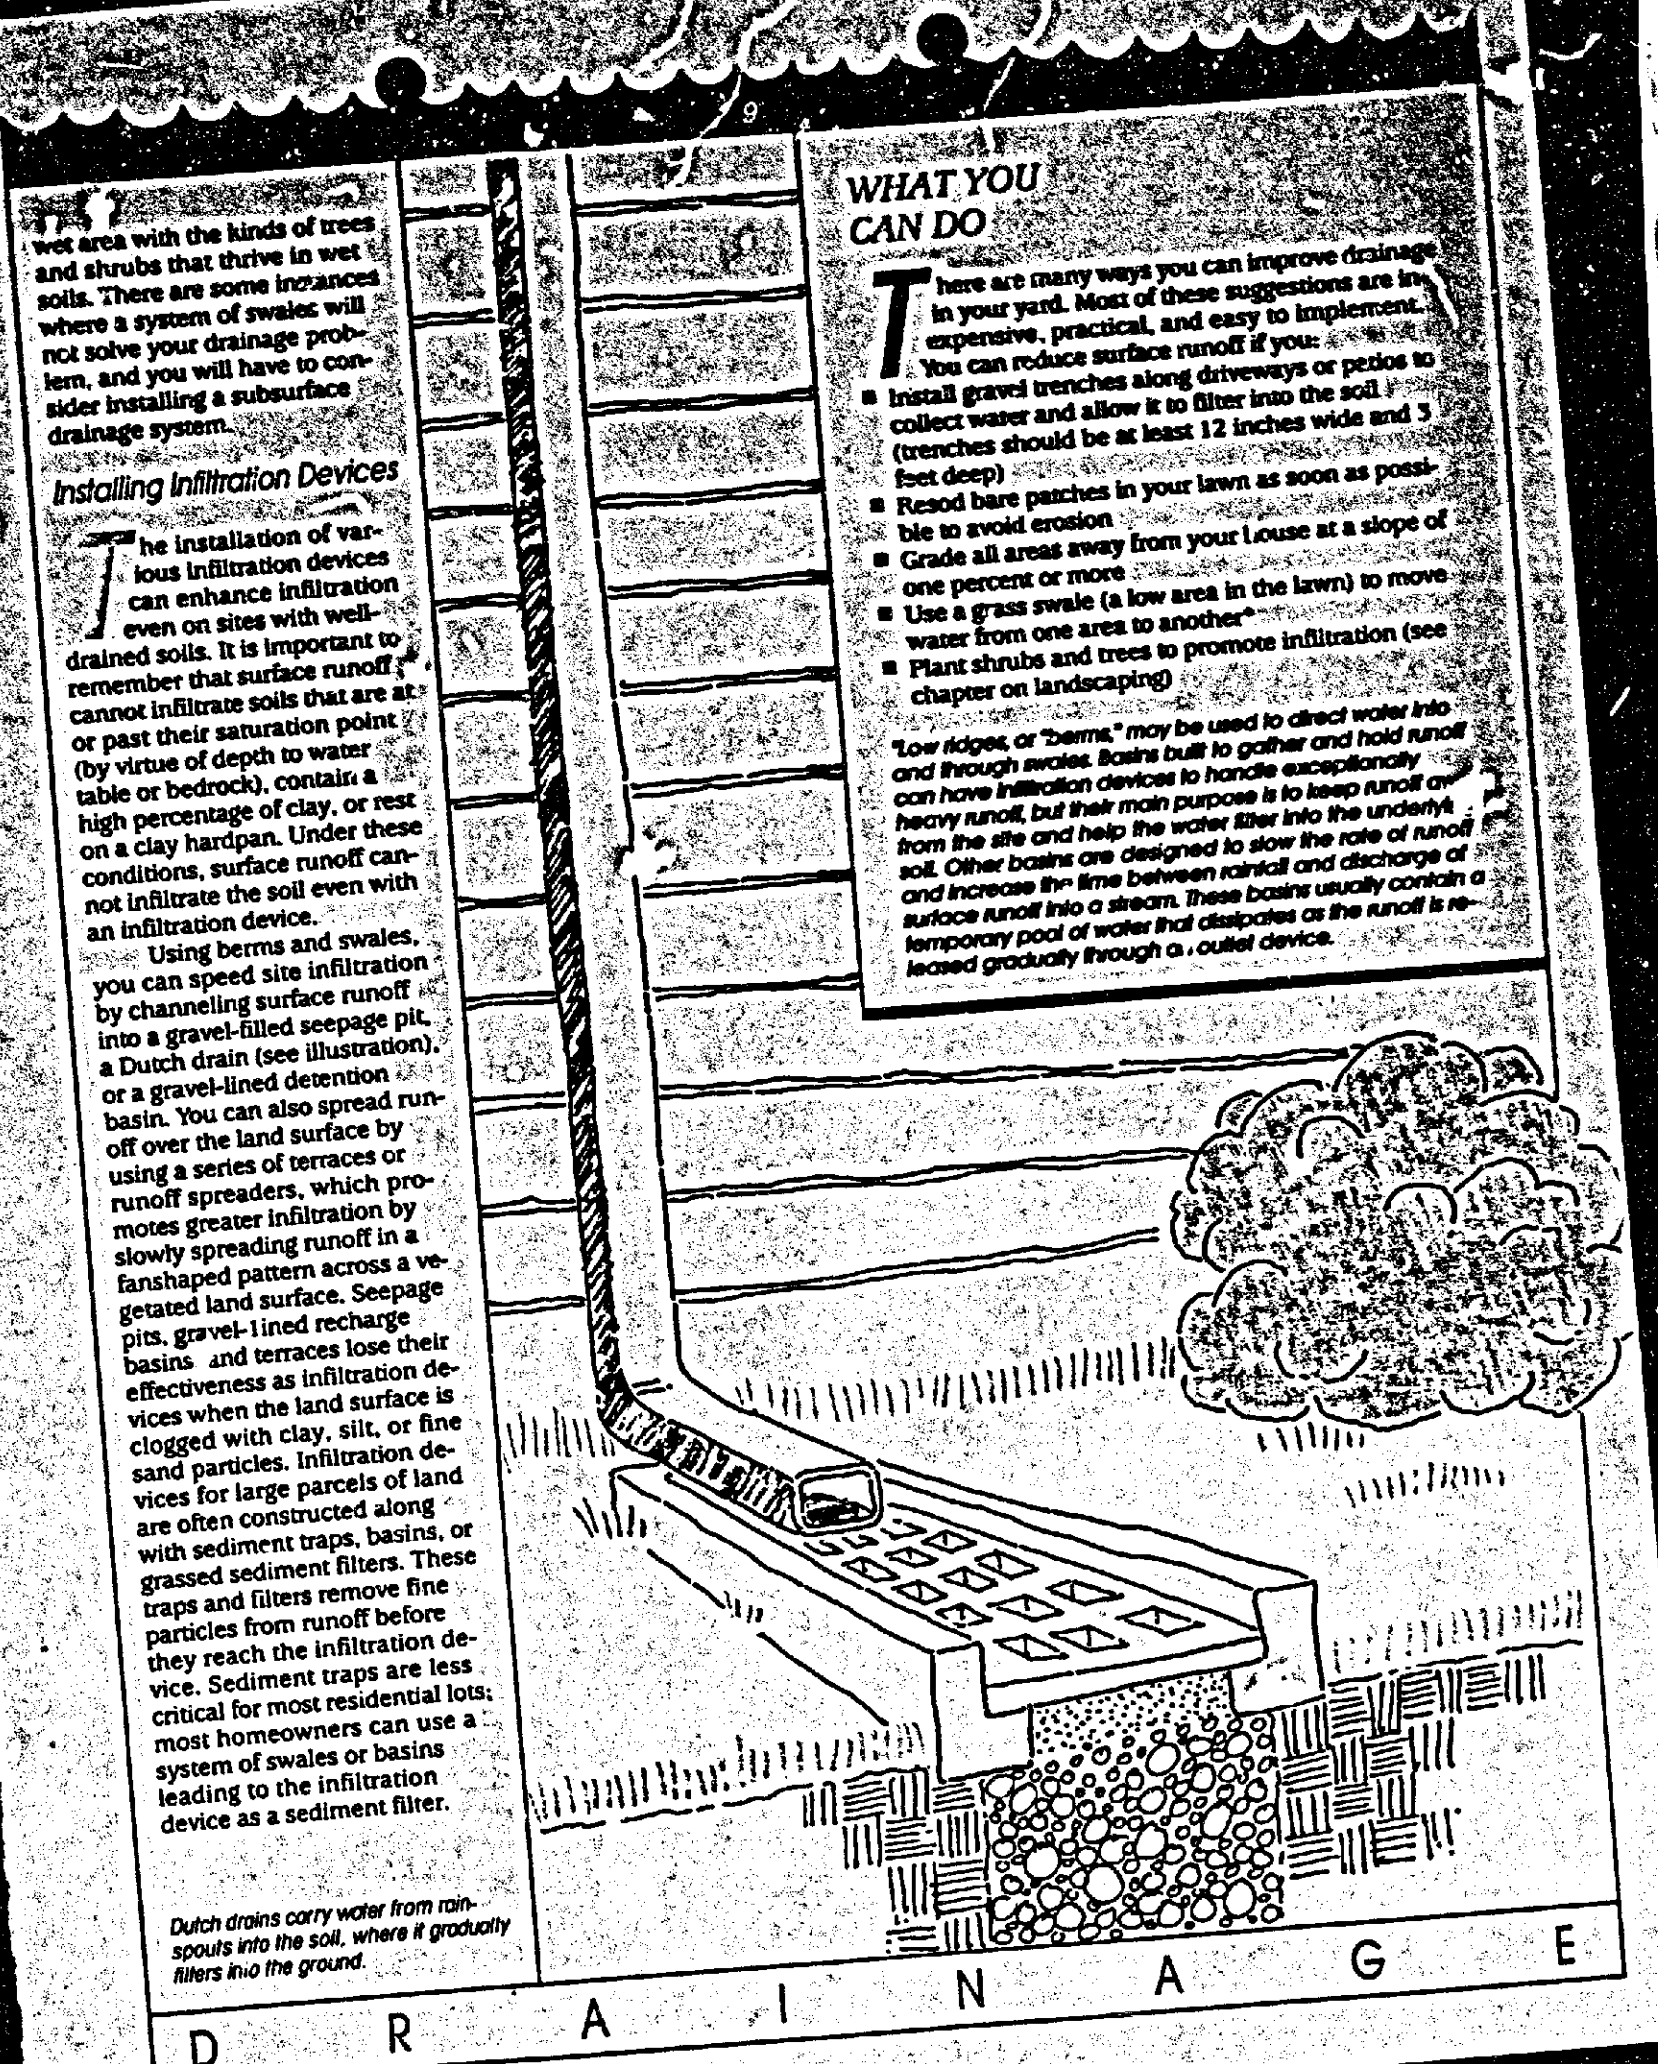 9
wet area with the kinds of trees
and shrubs that thrive in wet
soils. There are some instances
where a system of swales will
not solve your drainage prob-
lem, and you will have to con-
sider installing a subsurface
drainage system.
Installing Infiltration Devices
The installation of var-
ious infiltration devices
can enhance infiltration
even on sites with well-
drained soils. It is important to
remember that surface runoff
cannot infiltrate soils that are at
or past their saturation point
(by virtue of depth to water
table or bedrock), contain a
high percentage of clay, or rest
on a clay hardpan. Under these
conditions, surface runoff can-
not infiltrate the soil even with
an infiltration device.
Using berms and swales,
you can speed site infiltration
by channeling surface runoff
into a gravel-filled seepage pit,
a Dutch drain (see illustration),
or a gravel-lined detention
basin. You can also spread run-
off over the land surface by
using a series of terraces or
runoff spreaders, which pro-
motes greater infiltration by
slowly spreading runoff in a
fanshaped pattern across a ve-
getated land surface. Seepage
pits, gravel-lined recharge
basins and terraces lose their
effectiveness as infiltration de-
vices when the land surface is
clogged with clay, silt, or fine
sand particles. Infiltration de-
vices for large parcels of land
are often constructed along
with sediment traps, basins, or
grassed sediment filters. These
traps and filters remove fine
particles from runoff before
they reach the infiltration de-
vice. Sediment traps are less
critical for most residential lots;
most homeowners can use a
system of swales or basins
leading to the infiltration
device as a sediment filter.
Dutch drains carry water from rain-
spouts into the soil, where it gradually
filters into the ground.
WHAT YOU
CAN DO
There are many ways you can improve drainage
in your yard. Most of these suggestions are in-
expensive, practical, and easy to implement.
You can reduce surface runoff if you:
■ Install gravel trenches along driveways or patios to
collect water and allow it to filter into the soil
(trenches should be at least 12 inches wide and 3
feet deep)
■ Resod bare patches in your lawn as soon as possi-
ble to avoid erosion
■ Grade all areas away from your house at a slope of
one percent or more
■ Use a grass swale (a low area in the lawn) to move
water from one area to another*
■ Plant shrubs and trees to promote infiltration (see
chapter on landscaping)
*Low ridges, or "berms," may be used to direct water into
and through swales. Basins built to gather and hold runoff
can have infiltration devices to handle exceptionally
heavy runoff, but their main purpose is to keep runoff
from the site and help the water filter into the
soil. Other basins are designed to slow the rate of runoff
and increase the time between rainfall and discharge of
surface runoff into a stream. These basins usually contain a
temporary pool of water that dissipates as the runoff is re-
leased gradually through an outlet device.
D R A I N A G E